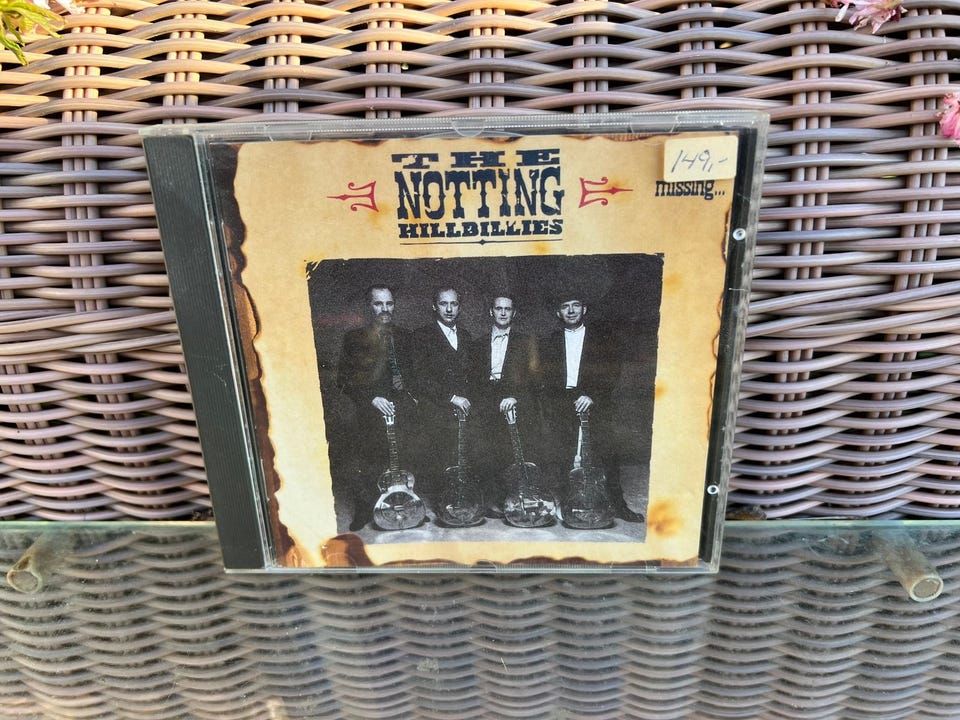 THE
NOTTING
HILLBILLIES
149,-
missing...